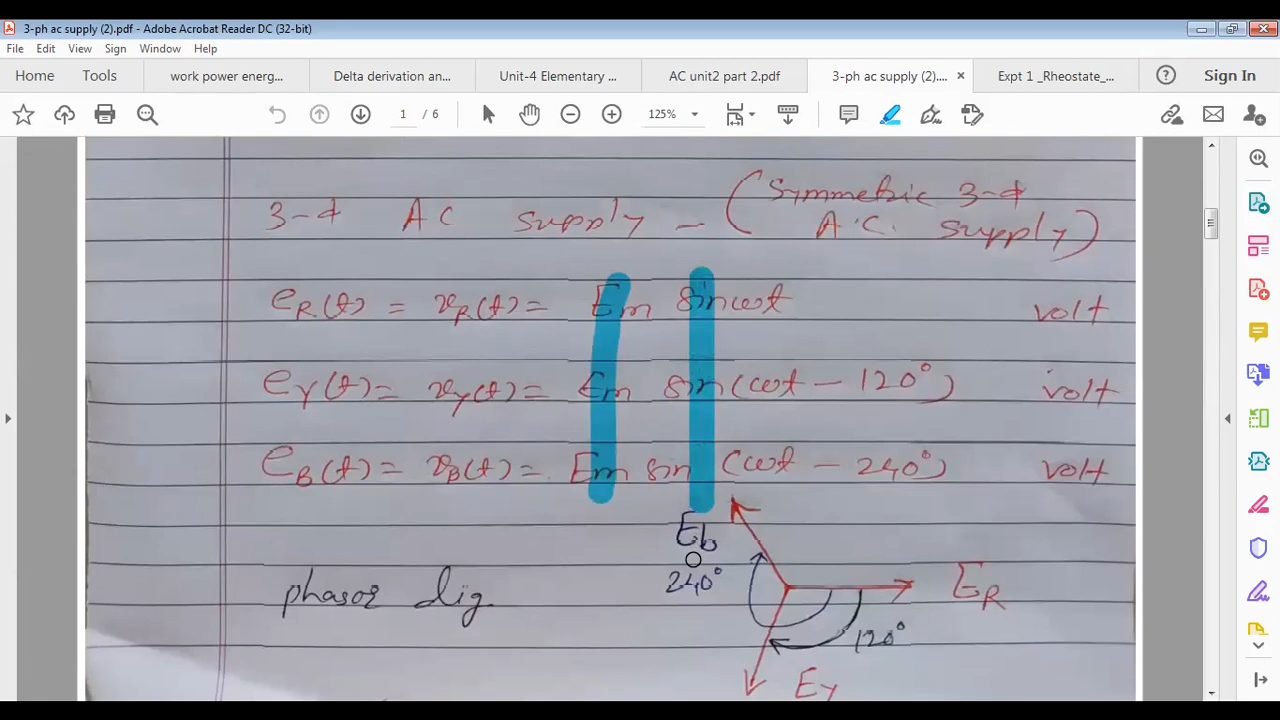 3-ph ac supply (2).pdf - Adobe Acrobat Reader DC (32-bit)
File Edit View Sign Window Help
Home Tools work power energ... Delta derivation an... Unit-4 Elementary ... AC unit2 part 2.pdf 3-ph ac supply (2).... × Expt 1 _Rheostate_... Sign In
1 / 6 125%
3-ϕ AC supply - (Symmetric 3-ϕ
A.C. supply)
eR(t) = vR(t) = Em sinωt volt
eY(t) = vY(t) = Em sin(ωt - 120°) volt
eB(t) = vB(t) = Em sin (ωt - 240°) volt
Eb
240°
phasor dig
ER
120°
EY